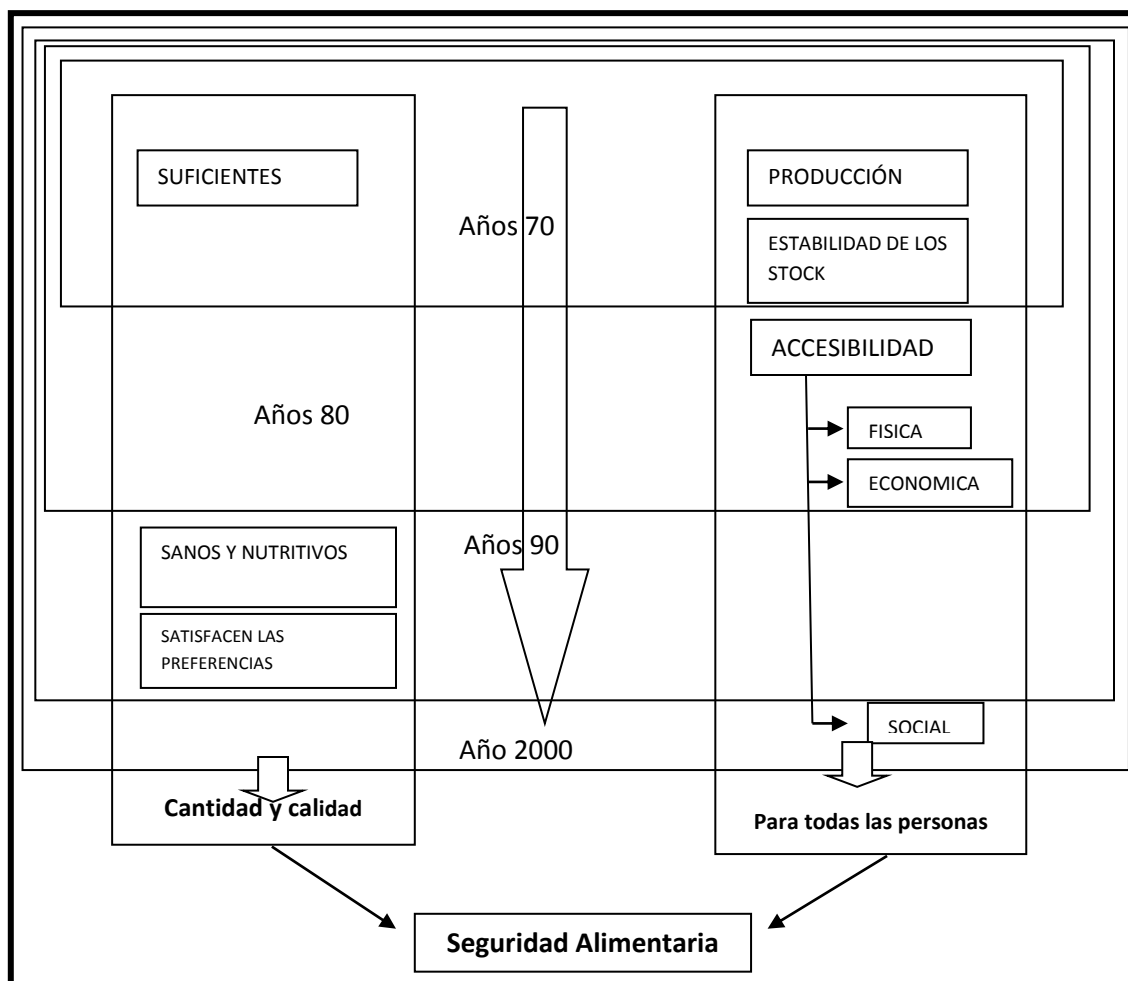 SUFICIENTES
PRODUCCIÓN
Años 70
ESTABILIDAD DE LOS
STOCK
ACCESIBILIDAD
Años 80
FISICA
ECONOMICA
SANOS Y NUTRITIVOS
Años 90
SATISFACEN LAS
PREFERENCIAS
SOCIAL
Año 2000
Cantidad y calidad
Para todas las personas
Seguridad Alimentaria